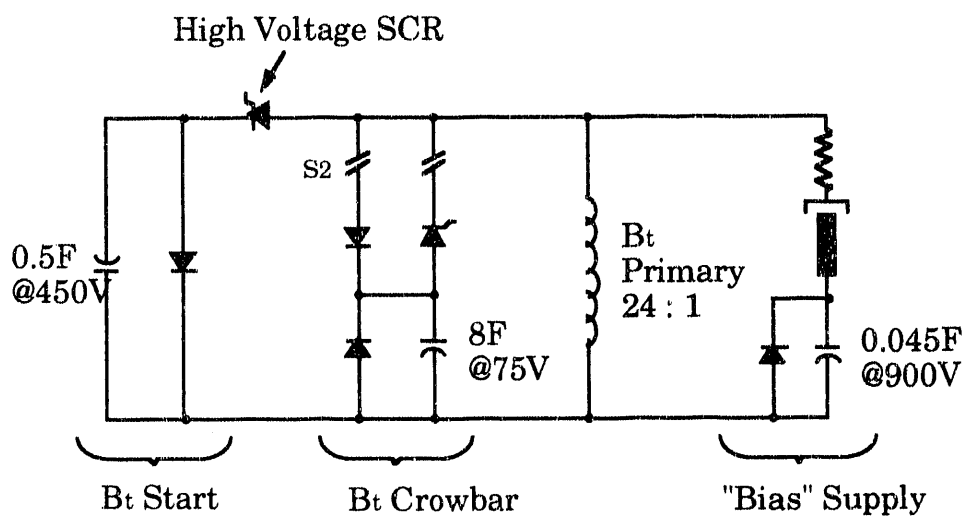 High Voltage SCR
S2
0.5F
@450V
Bt
Primary
24 : 1
8F
@75V
0.045F
@900V
Bt Start
Bt Crowbar
"Bias" Supply